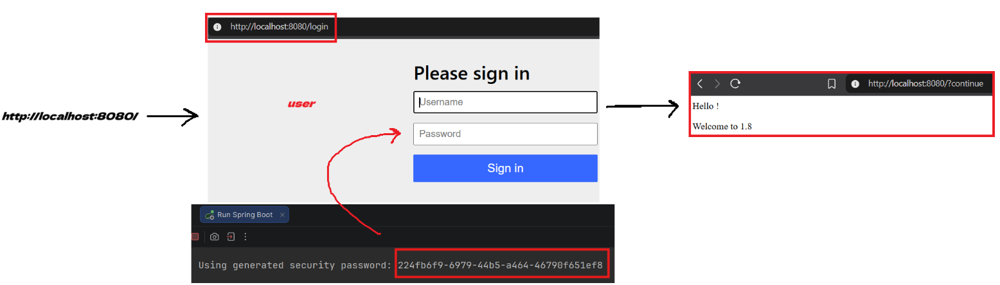 http://localhost:8080/
http://localhost:8080/login
Please sign in
user
Username
Password
Sign in
Run Spring Boot
Using generated security password: 224fb6f9-6979-44b5-a464-46790f651ef8
http://localhost:8080/?continue
Hello !
Welcome to 1.8